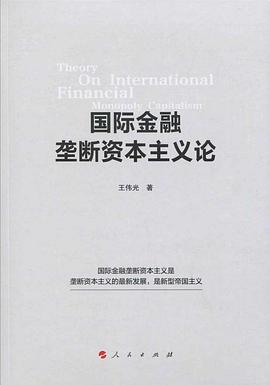 Theory
On International
Financial
Monopoly Capitalism
国际金融
垄断资本主义论
王伟光 著
国际金融垄断资本主义是
垄断资本主义的最新发展，是新型帝国主义
人民出版社